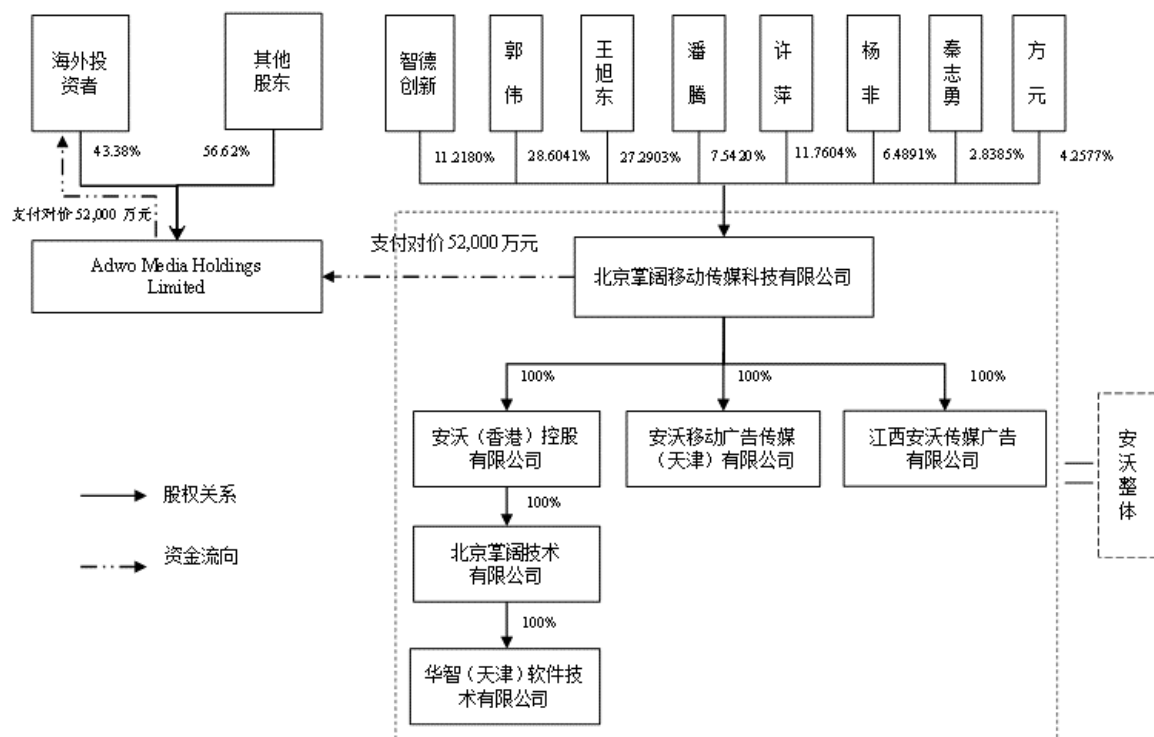 海外投
资者
其他
股东
智德
创新
郭
伟
王
旭
东
潘
腾
许
萍
杨
非
秦
志
勇
方
元
43.38%
56.62%
11.2180%
28.6041%
27.2903%
7.5420%
11.7604%
6.4891%
2.8385%
4.2577%
支付对价 52,000 万元
Adwo Media Holdings
Limited
支付对价 52,000 万元
北京掌阔移动传媒科技有限公司
100%
100%
100%
安沃（香港）控股
有限公司
安沃移动广告传媒
（天津）有限公司
江西安沃传媒广告
有限公司
安
沃
整
体
股权关系
100%
北京掌阔技术
有限公司
资金流向
100%
华智（天津）软件技
术有限公司